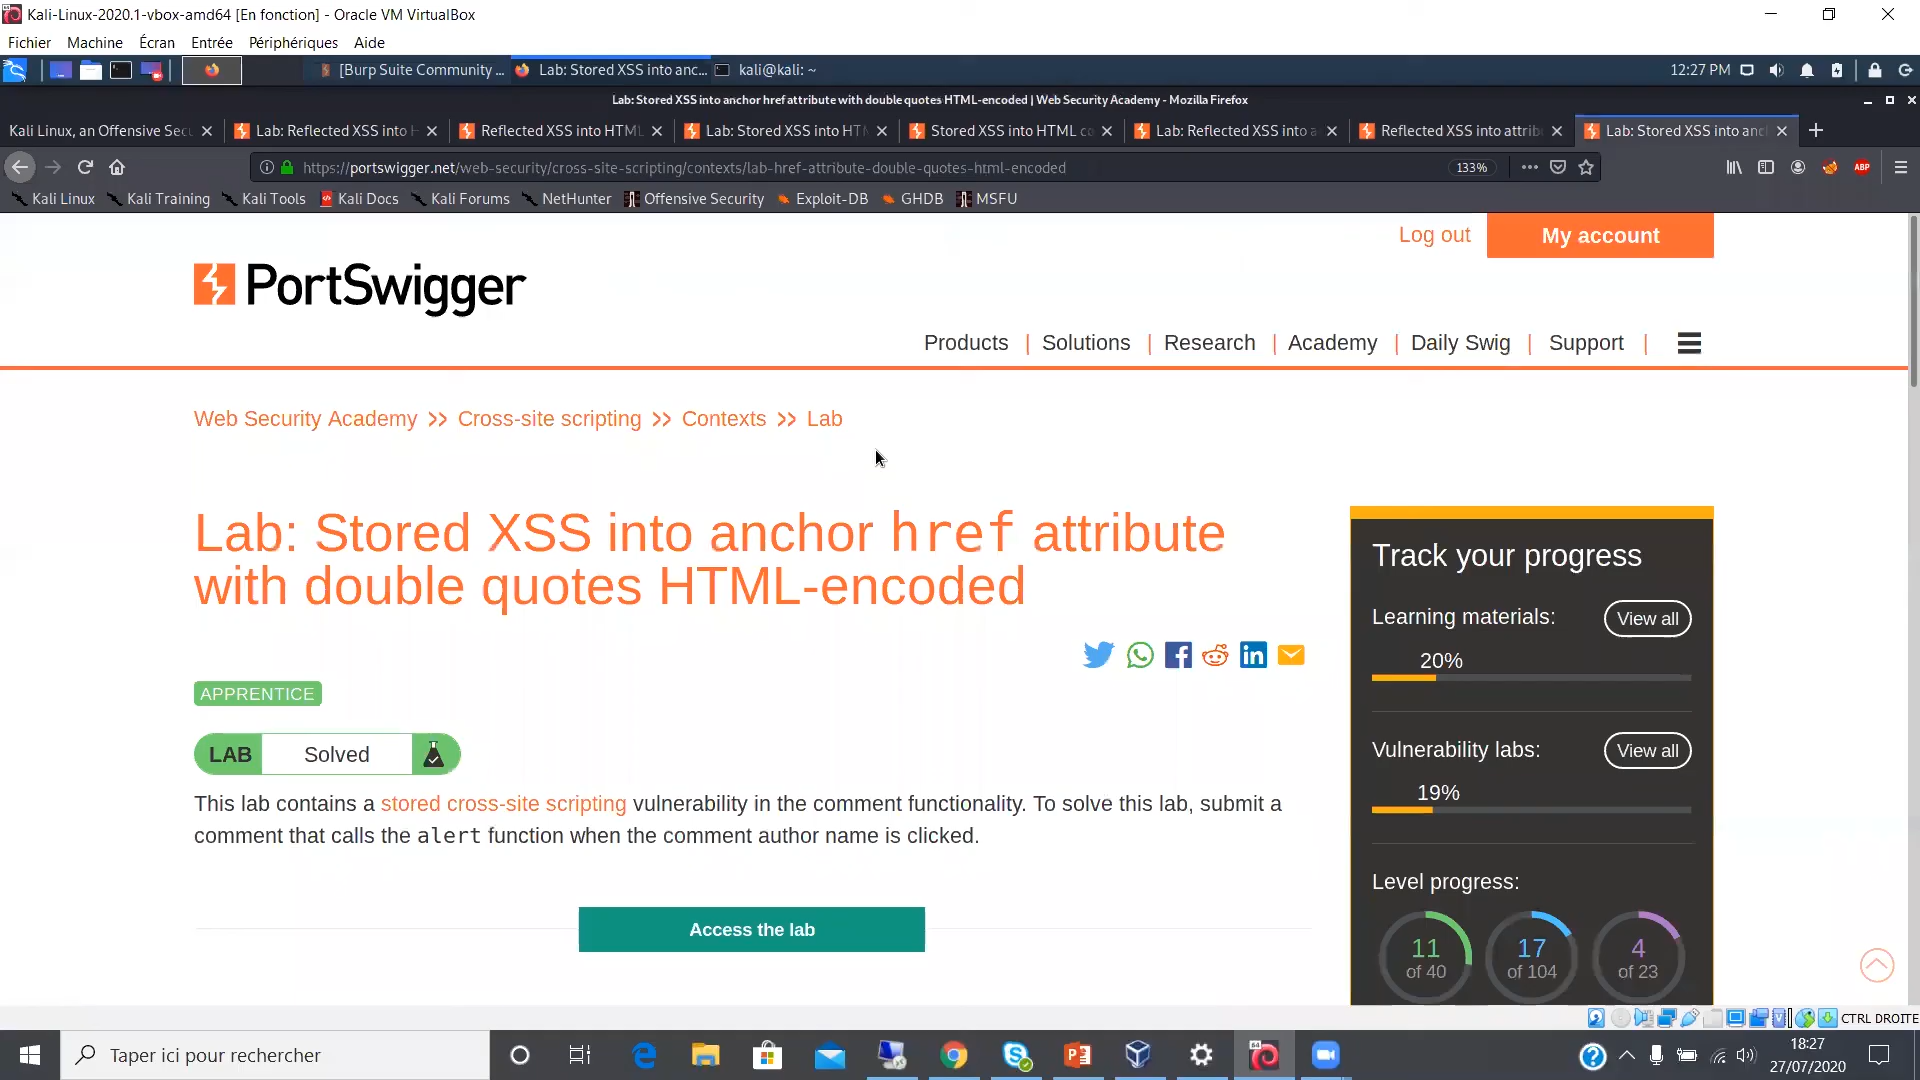 Kali-Linux-2020.1-vbox-amd64 [En fonction] - Oracle VM VirtualBox
Fichier Machine Écran Entrée Périphériques Aide
[Burp Suite Community ... Lab: Stored XSS into anc... kali@kali: ~ 12:27 PM
Lab: Stored XSS into anchor href attribute with double quotes HTML-encoded | Web Security Academy - Mozilla Firefox
Kali Linux, an Offensive Sec Lab: Reflected XSS into H Reflected XSS into HTML Lab: Stored XSS into HTM Stored XSS into HTML co Lab: Reflected XSS into a Reflected XSS into attrib Lab: Stored XSS into anc
https://portswigger.net/web-security/cross-site-scripting/contexts/lab-href-attribute-double-quotes-html-encoded 133% ABP
Kali Linux Kali Training Kali Tools Kali Docs Kali Forums NetHunter Offensive Security Exploit-DB GHDB MSFU
Log out My account
PortSwigger
Products | Solutions | Research | Academy | Daily Swig | Support |
Web Security Academy >> Cross-site scripting >> Contexts >> Lab
Lab: Stored XSS into anchor href attribute
with double quotes HTML-encoded
APPRENTICE
LAB Solved
This lab contains a stored cross-site scripting vulnerability in the comment functionality. To solve this lab, submit a
comment that calls the alert function when the comment author name is clicked.
Access the lab
Track your progress
Learning materials: View all
20%
Vulnerability labs: View all
19%
Level progress:
11 17 4
of 40 of 104 of 23
CTRL DROITE
Taper ici pour rechercher
18:27
27/07/2020